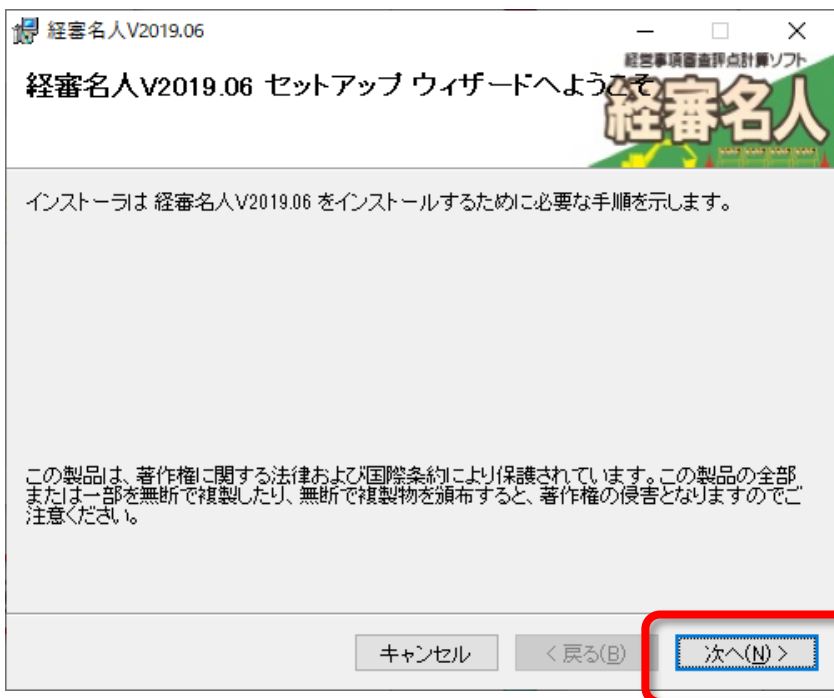 経審名人V2019.06
経営事項審査評点計算ソフト
経審名人V2019.06 セットアップ ウィザードへようこそ
経審名人
インストーラは 経審名人V2019.06 をインストールするために必要な手順を示します。
この製品は、著作権に関する法律および国際条約により保護されています。この製品の全部
または一部を無断で複製したり、無断で複製物を頒布すると、著作権の侵害となりますのでご
注意ください。
キャンセル
< 戻る(B)
次へ(N) >